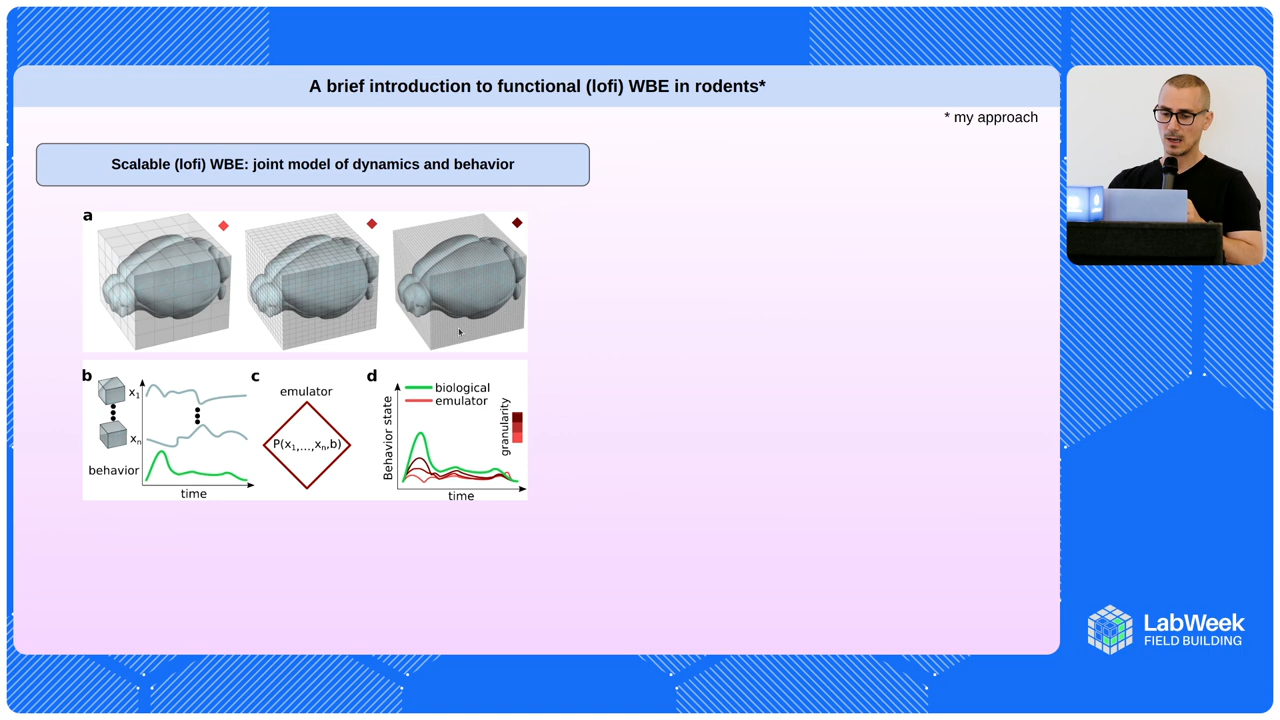 A brief introduction to functional (lofi) WBE in rodents*
* my approach
Scalable (lofi) WBE: joint model of dynamics and behavior
a
b
x1
xn
behavior
time
c
emulator
P(x1,...,xn,b)
d
biological
emulator
granularity
Behavior state
time
LabWeek
FIELD BUILDING